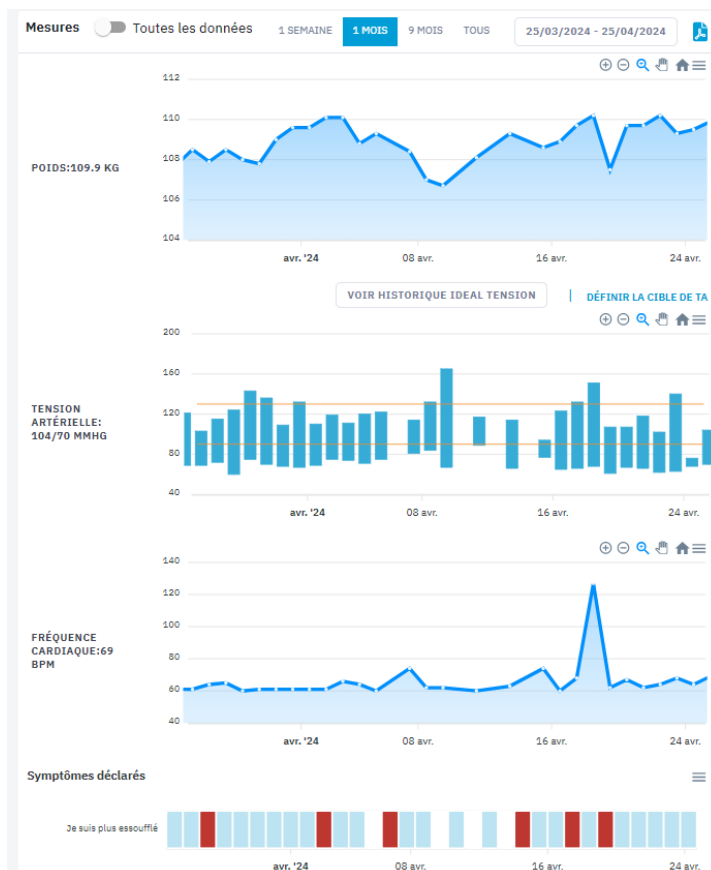 Mesures Toutes les données 1 SEMAINE 1 MOIS 9 MOIS TOUS 25/03/2024 - 25/04/2024
112
110
108
106
104
POIDS:109.9 KG
avr. '24 08 avr. 16 avr. 24 avr.
VOIR HISTORIQUE IDEAL TENSION | DÉFINIR LA CIBLE DE TA
200
160
120
80
40
TENSION
ARTÉRIELLE:
104/70 MMHG
avr. '24 08 avr. 16 avr. 24 avr.
140
120
100
80
60
40
FRÉQUENCE
CARDIAQUE:69
BPM
avr. '24 08 avr. 16 avr. 24 avr.
Symptômes déclarés
Je suis plus essoufflé
avr. '24 08 avr. 16 avr. 24 avr.